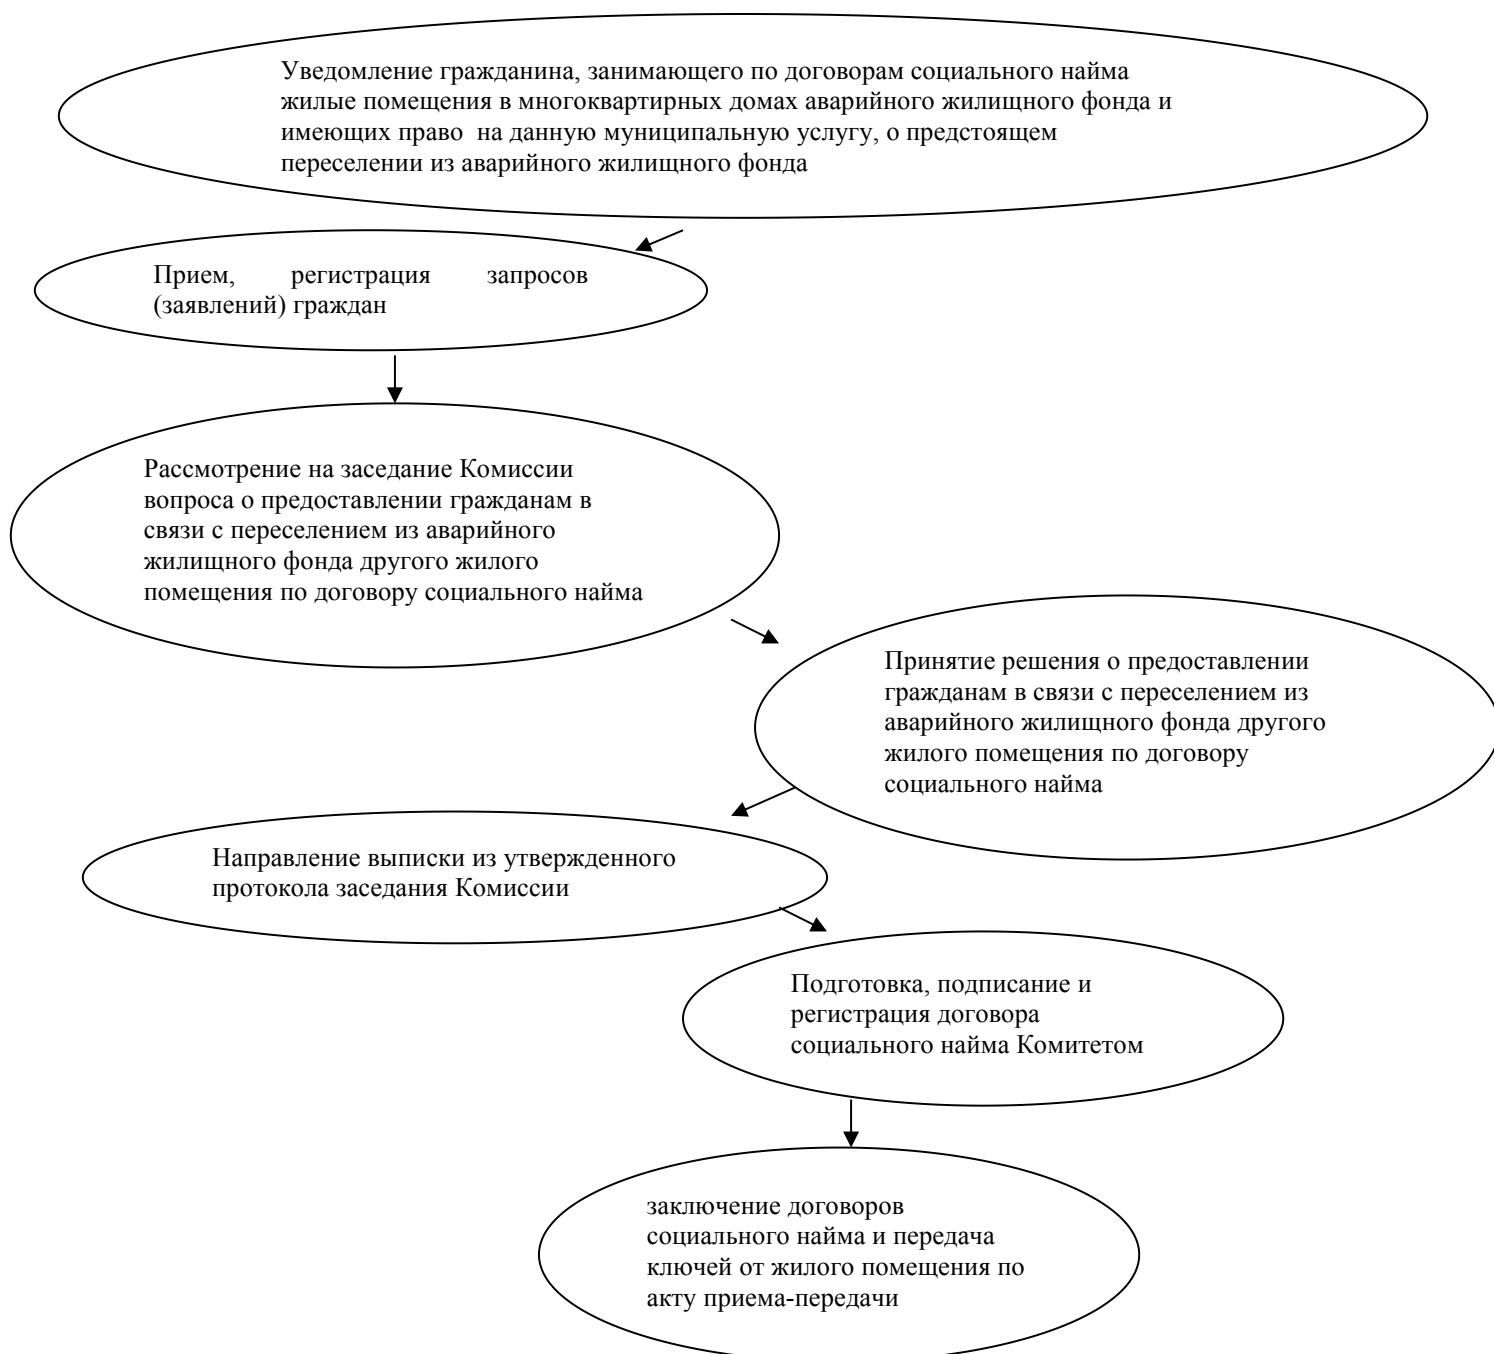 Уведомление гражданина, занимающего по договорам социального найма
жилые помещения в многоквартирных домах аварийного жилищного фонда и
имеющих право  на данную муниципальную услугу, о предстоящем
переселении из аварийного жилищного фонда
Прием, регистрация запросов
(заявлений) граждан
Рассмотрение на заседание Комиссии
вопроса о предоставлении гражданам в
связи с переселением из аварийного
жилищного фонда другого жилого
помещения по договору социального найма
Принятие решения о предоставлении
гражданам в связи с переселением из
аварийного жилищного фонда другого
жилого помещения по договору
социального найма
Направление выписки из утвержденного
протокола заседания Комиссии
Подготовка, подписание и
регистрация договора
социального найма Комитетом
заключение договоров
социального найма и передача
ключей от жилого помещения по
акту приема-передачи